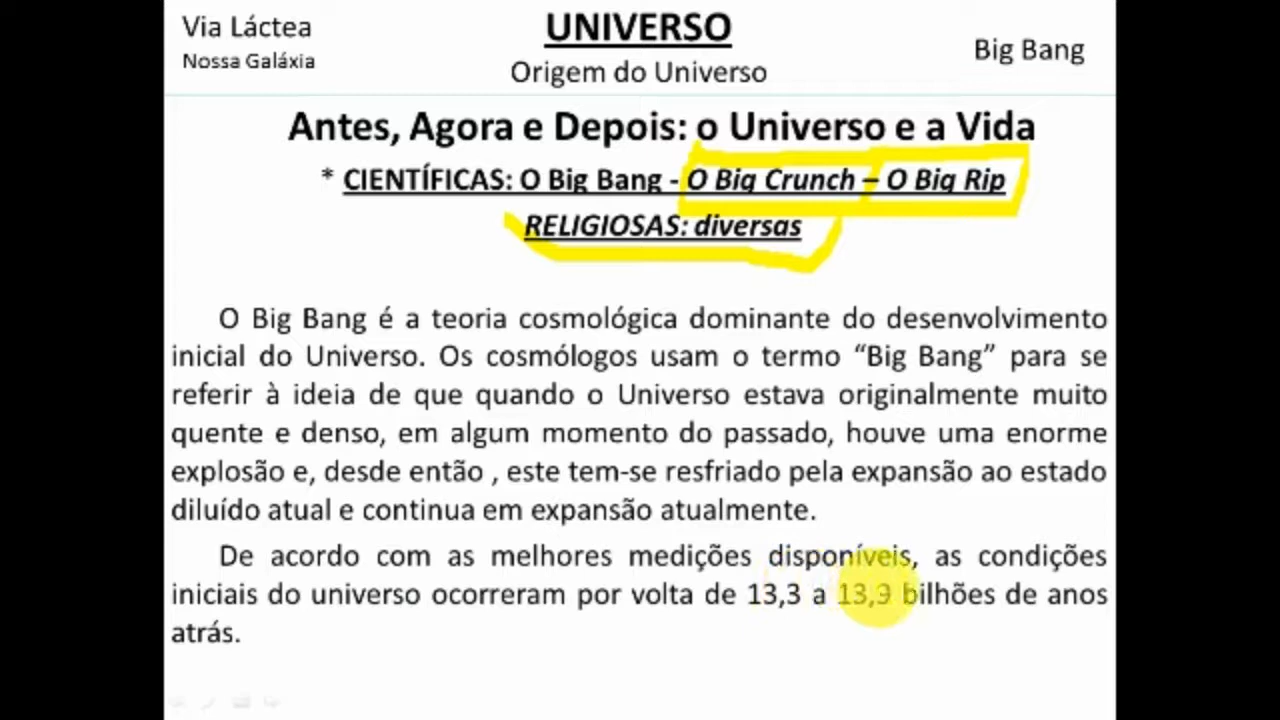 Via Láctea
Nossa Galáxia
UNIVERSO
Origem do Universo
Big Bang
Antes, Agora e Depois: o Universo e a Vida
* CIENTÍFICAS: O Big Bang - O Big Crunch – O Big Rip
RELIGIOSAS: diversas
O Big Bang é a teoria cosmológica dominante do desenvolvimento
inicial do Universo. Os cosmólogos usam o termo “Big Bang” para se
referir à ideia de que quando o Universo estava originalmente muito
quente e denso, em algum momento do passado, houve uma enorme
explosão e, desde então , este tem-se resfriado pela expansão ao estado
diluído atual e continua em expansão atualmente.
De acordo com as melhores medições disponíveis, as condições
iniciais do universo ocorreram por volta de 13,3 a 13,9 bilhões de anos
atrás.